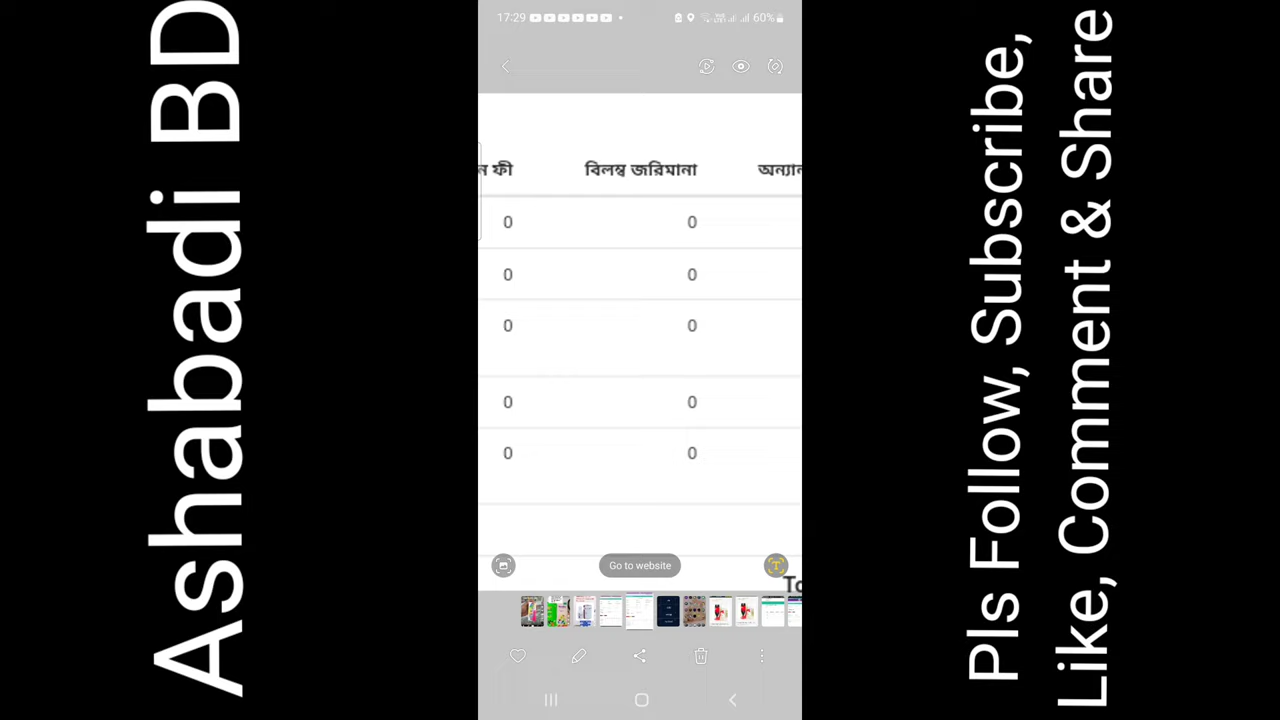 Ashabadi BD
17:29
60%
ন ফী বিলম্ব জরিমানা অন্যান
0 0
0 0
0 0
0 0
0 0
Go to website
T
To
Pls Follow, Subscribe,
Like, Comment & Share